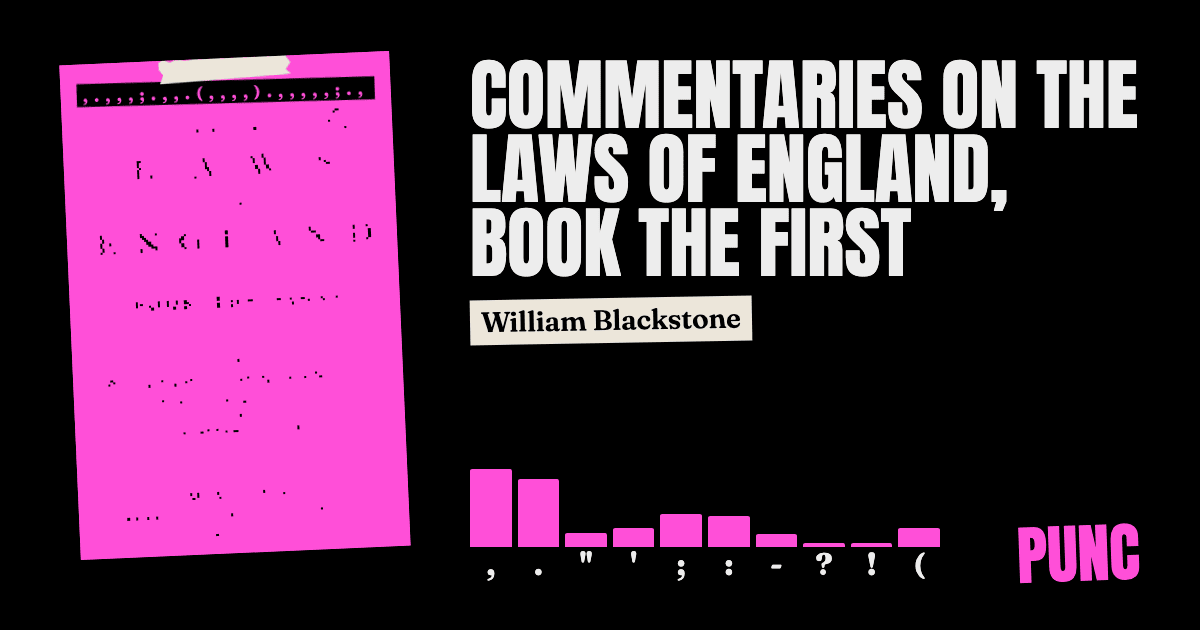 ,.,,,;.,,.(,,,,).,,,,,;.,
COMMENTARIES ON THE
LAWS OF ENGLAND,
BOOK THE FIRST
William Blackstone
, . " ' ; : - ? ! (
PUNC